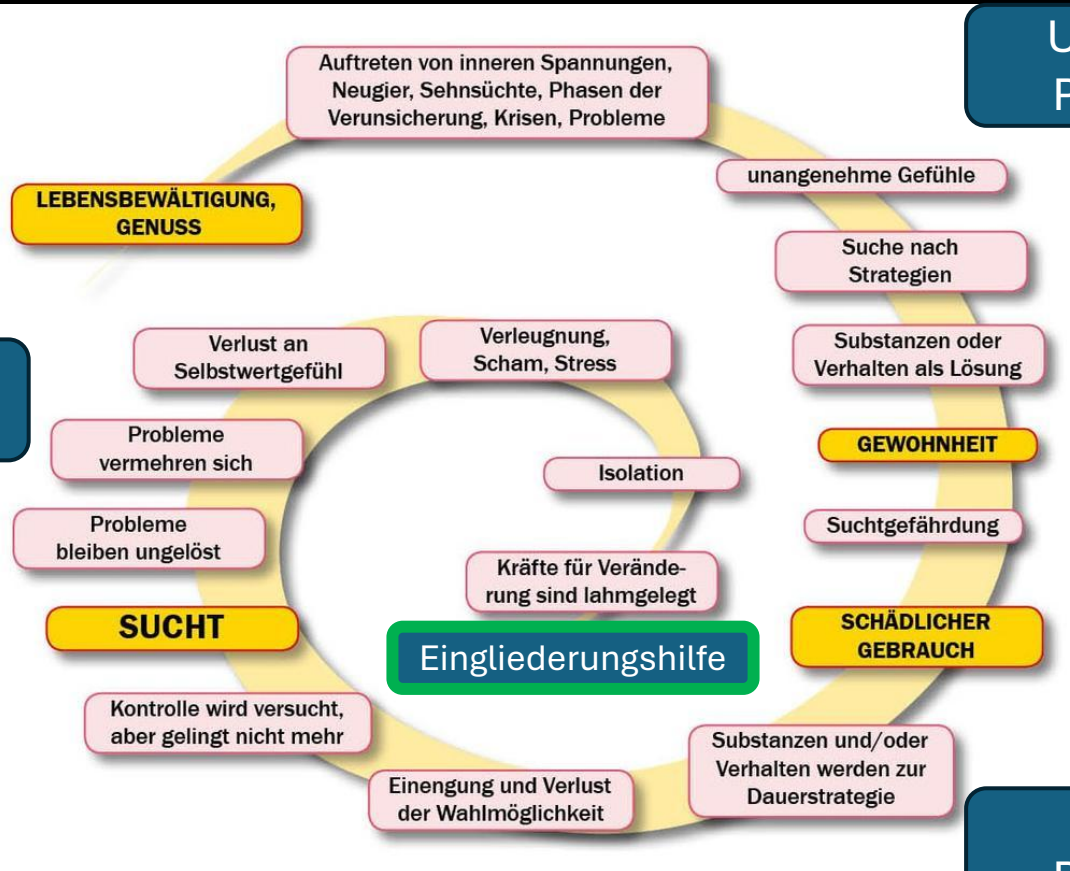 Auftreten von inneren Spannungen,
Neugier, Sehnsüchte, Phasen der
Verunsicherung, Krisen, Probleme
LEBENSBEWÄLTIGUNG,
GENUSS
unangenehme Gefühle
Suche nach
Strategien
Substanzen oder
Verhalten als Lösung
GEWOHNHEIT
Suchtgefährdung
SCHÄDLICHER
GEBRAUCH
Substanzen und/oder
Verhalten werden zur
Dauerstrategie
Einengung und Verlust
der Wahlmöglichkeit
Kontrolle wird versucht,
aber gelingt nicht mehr
SUCHT
Probleme
bleiben ungelöst
Probleme
vermehren sich
Verlust an
Selbstwertgefühl
Verleugnung,
Scham, Stress
Isolation
Kräfte für Verände-
rung sind lahmgelegt
Eingliederungshilfe